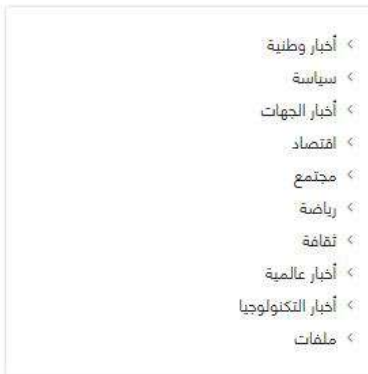 أخبار وطنية
سياسة
أخبار الجهات
اقتصاد
مجتمع
رياضة
ثقافة
أخبار عالمية
أخبار التكنولوجيا
ملفات